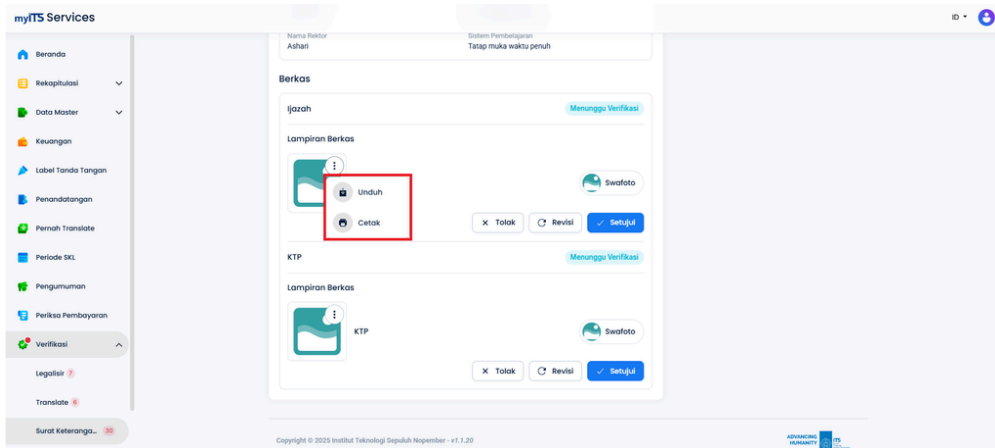 myITS Services
ID
Beranda
Rekapitulasi
Data Master
Keuangan
Label Tanda Tangan
Penandatangan
Pernah Translate
Periode SKL
Pengumuman
Periksa Pembayaran
Verifikasi
Legalisir 7
Translate 6
Surat Keteranga... 30
Nama Rektor
Sistem Pembelajaran
Ashari
Tatap muka waktu penuh
Berkas
Ijazah
Menunggu Verifikasi
Lampiran Berkas
Unduh
Cetak
Swafoto
Tolak
Revisi
Setujui
KTP
Menunggu Verifikasi
Lampiran Berkas
KTP
Swafoto
Tolak
Revisi
Setujui
Copyright © 2025 Institut Teknologi Sepuluh Nopember - v1.1.20
ADVANCING
HUMANITY
ITS